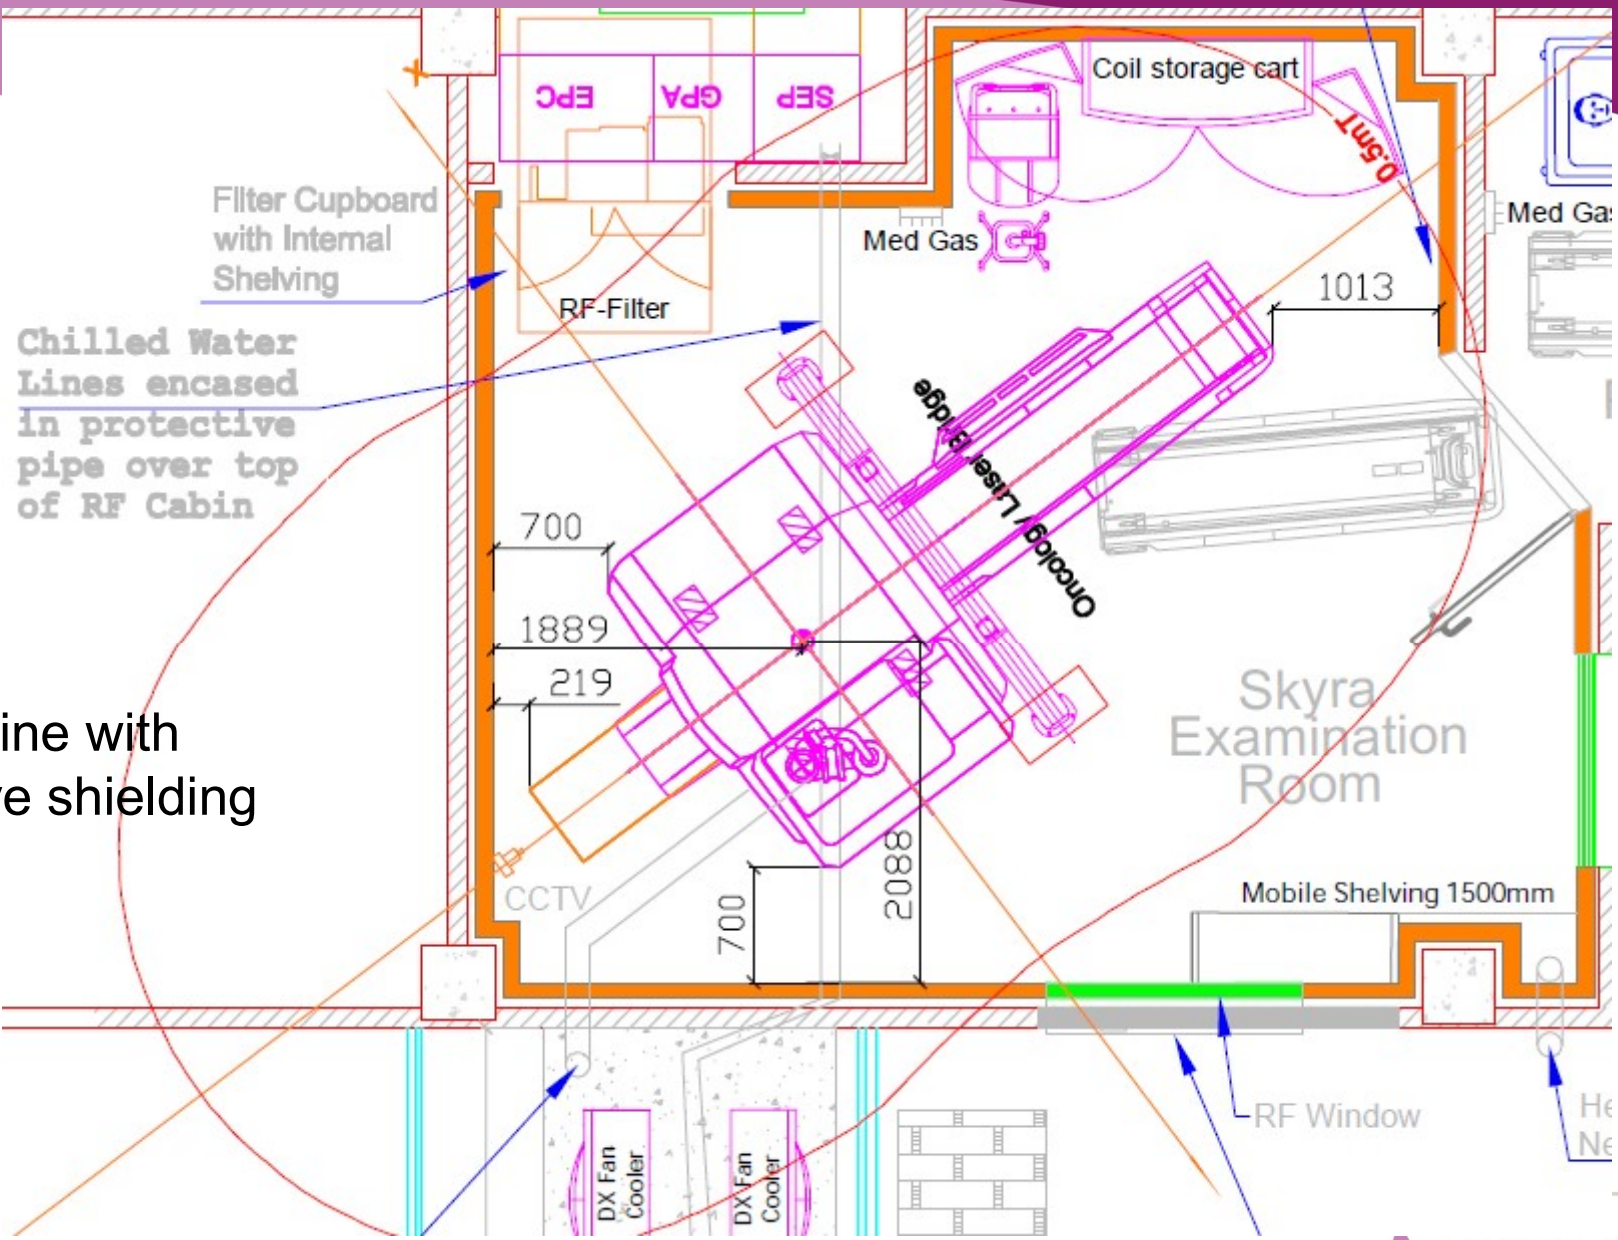 EPC
GPA
SEP
Coil storage cart
0.5mT
Filter Cupboard
with Internal
Shelving
Med Gas
RF-Filter
1013
Chilled Water
Lines encased
in protective
pipe over top
of RF Cabin
Oncology Laser Bridge
700
1889
219
Skyra
Examination
Room
CCTV
700
2088
Mobile Shelving 1500mm
RF Window
DX Fan
Cooler
DX Fan
Cooler
Med Gas
ine with
e shielding